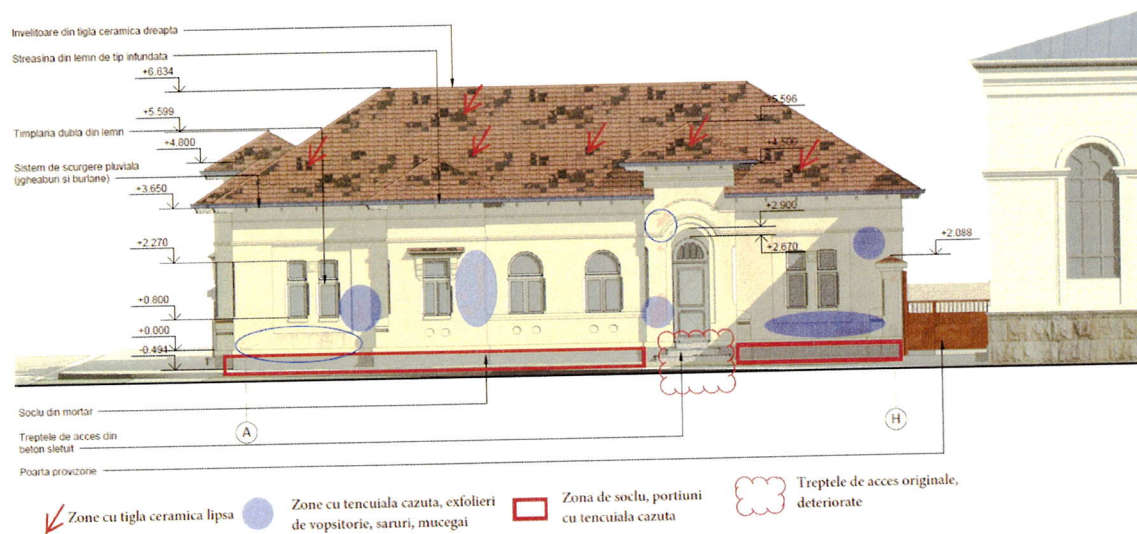 Invelitoare din tigla ceramica dreapta
Streasina din lemn de tip infundata
+6.634
+5.599
+5.596
Timplaria dubla din lemn
+4.800
+4.500
Sistem de scurgere pluviala
(jgheaburi si burlane)
+3.650
+2.900
+2.270
+2.670
+2.088
+0.800
+0.000
-0.494
Soclu din mortar
A
H
Treptele de acces din
beton slefuit
Poarta provizorie
Zone cu tigla ceramica lipsa
Zone cu tencuiala cazuta, exfolieri
de vopsitorie, saruri, mucegai
Zona de soclu, portiuni
cu tencuiala cazuta
Treptele de acces originale,
deteriorate